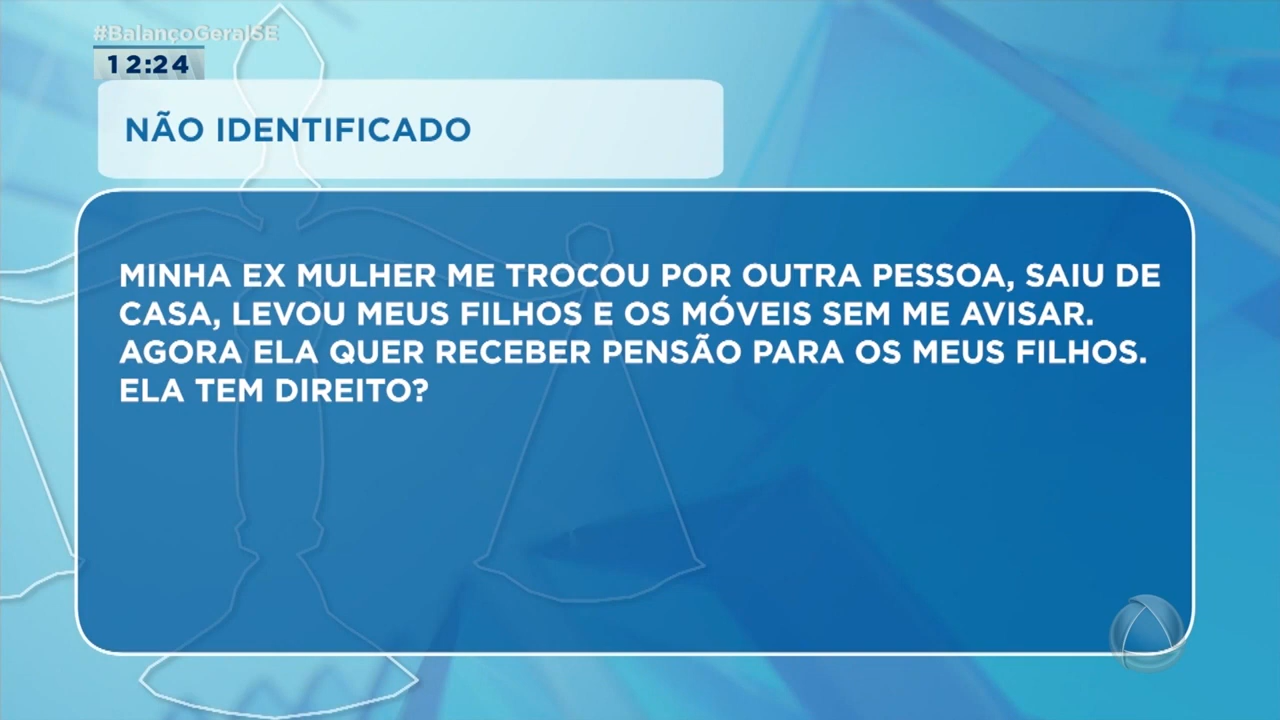 #BalançoGeralSE
12:24
NÃO IDENTIFICADO
MINHA EX MULHER ME TROCOU POR OUTRA PESSOA, SAIU DE
CASA, LEVOU MEUS FILHOS E OS MÓVEIS SEM ME AVISAR.
AGORA ELA QUER RECEBER PENSÃO PARA OS MEUS FILHOS.
ELA TEM DIREITO?